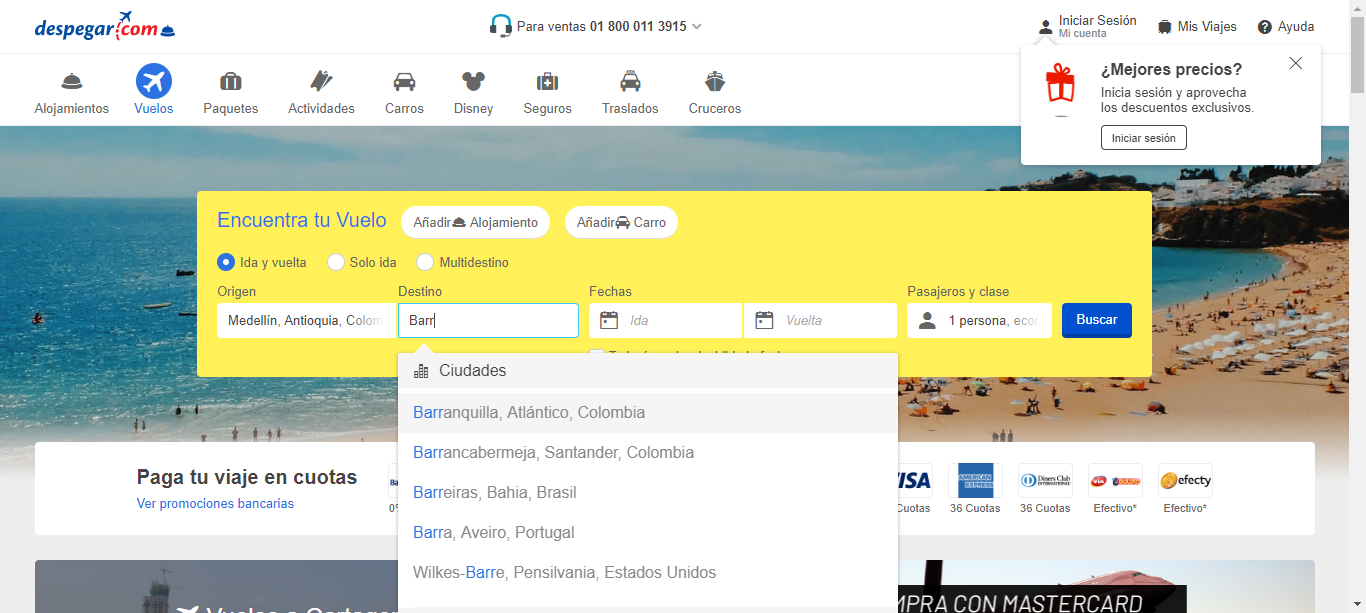 despegar.com
Para ventas 01 800 011 3915
Iniciar Sesión
Mi cuenta
Mis Viajes
Ayuda
Alojamientos
Vuelos
Paquetes
Actividades
Carros
Disney
Seguros
Traslados
Cruceros
¿Mejores precios?
Inicia sesión y aprovecha
los descuentos exclusivos.
Iniciar sesión
Encuentra tu Vuelo
Añadir Alojamiento
Añadir Carro
Ida y vuelta
Solo ida
Multidestino
Origen
Destino
Fechas
Pasajeros y clase
Medellín, Antioquia, Colom
Barr
Ida
Vuelta
1 persona, econ
Buscar
Ciudades
Barranquilla, Atlántico, Colombia
Barrancabermeja, Santander, Colombia
Barreiras, Bahia, Brasil
Barra, Aveiro, Portugal
Wilkes-Barre, Pensilvania, Estados Unidos
Paga tu viaje en cuotas
Ver promociones bancarias
VISA
AMERICAN EXPRESS
Diners Club
INTERNATIONAL
via
BALOTO
efecty
Cuotas
36 Cuotas
36 Cuotas
Efectivo*
Efectivo*
Vuelos a Cartagen
MPRA CON MASTERCARD